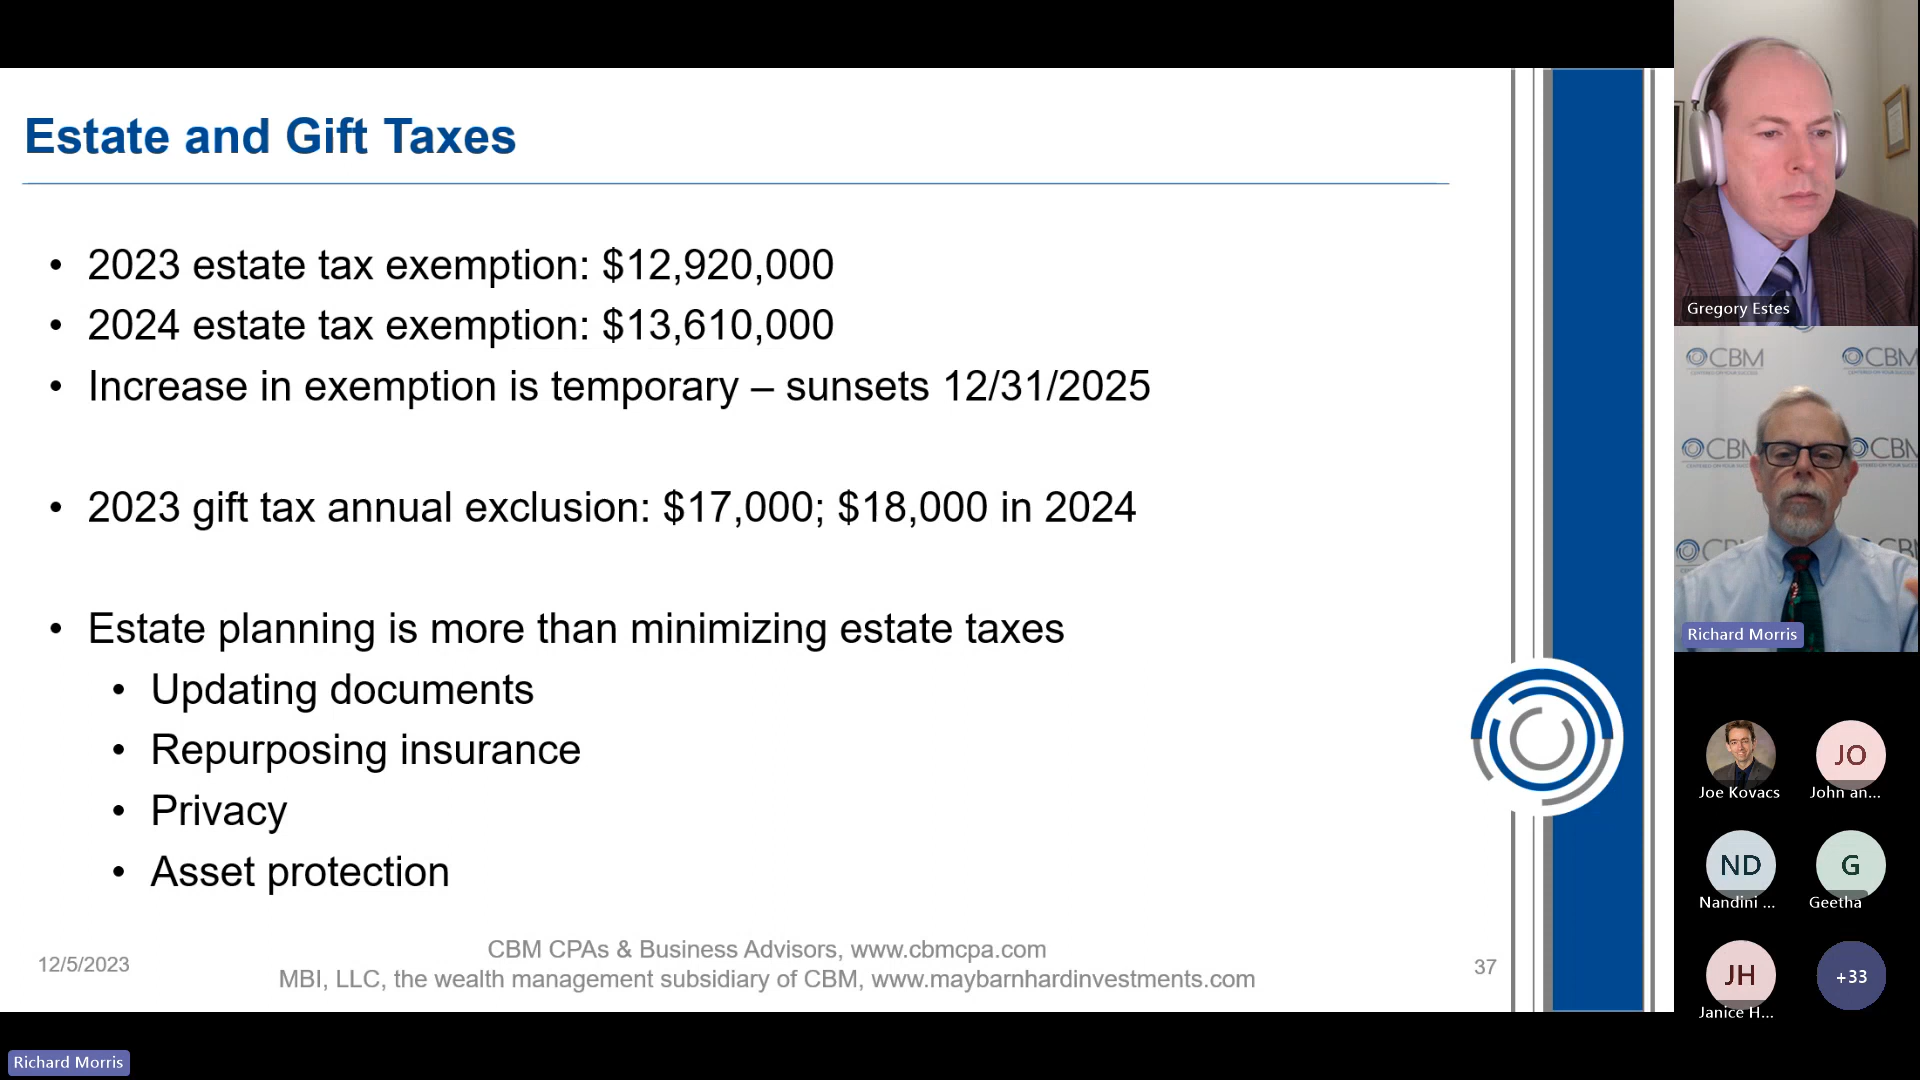 Estate and Gift Taxes
• 2023 estate tax exemption: $12,920,000
• 2024 estate tax exemption: $13,610,000
• Increase in exemption is temporary – sunsets 12/31/2025
• 2023 gift tax annual exclusion: $17,000; $18,000 in 2024
• Estate planning is more than minimizing estate taxes
• Updating documents
• Repurposing insurance
• Privacy
• Asset protection
12/5/2023
CBM CPAs & Business Advisors, www.cbmcpa.com
MBI, LLC, the wealth management subsidiary of CBM, www.maybarnhardinvestments.com
37
Richard Morris
Gregory Estes
CBM
CBM
CBM
CBM
Richard Morris
Joe Kovacs
JO
John an...
ND
Nandini ...
G
Geetha
JH
Janice H...
+33